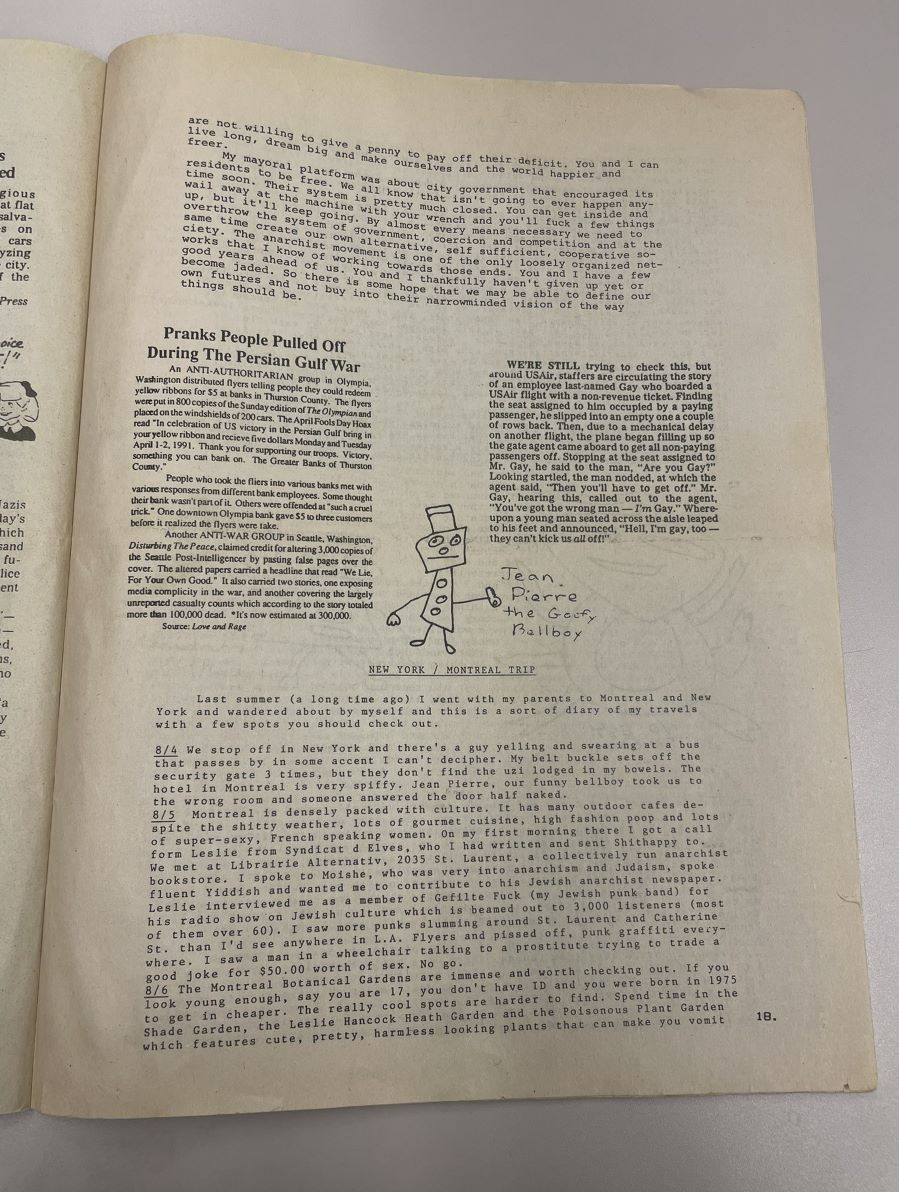 s
ed
gious
at flat
salva-
s on
cars
yzing
city.
f the
Press
oice
Nazis
lay's
hich
sand
fu-
lice
ent
ed,
ns,
no
'a
y
e
are not willing to give a penny to pay off their deficit. You and I can
live long, dream big and make ourselves and the world happier and
freer.
My mayoral platform was about city government that encouraged its
residents to be free. We all know that isn't going to ever happen any-
time soon. Their system is pretty much closed. You can get inside and
wail away at the machine with your wrench and you'll fuck a few things
up, but it'll keep going. By almost every means necessary we need to
overthrow the system of government, coercion and competition and at the
same time create our own alternative, self sufficient, cooperative so-
ciety. The anarchist movement is one of the only loosely organized net-
works that I know of working towards those ends. You and I have a few
good years ahead of us. You and I thankfully haven't given up yet or
become jaded. So there is some hope that we may be able to define our
own futures and not buy into their narrowminded vision of the way
things should be.
Pranks People Pulled Off
During The Persian Gulf War
An ANTI-AUTHORITARIAN group in Olympia,
Washington distributed flyers telling people they could redeem
yellow ribbons for $5 at banks in Thurston County. The flyers
were put in 800 copies of the Sunday edition of The Olympian and
placed on the windshields of 200 cars. The April Fools Day Hoax
read "In celebration of US victory in the Persian Gulf bring in
your yellow ribbon and recieve five dollars Monday and Tuesday
April 1-2, 1991. Thank you for supporting our troops. Victory,
something you can bank on. The Greater Banks of Thurston
County."
People who took the fliers into various banks met with
various responses from different bank employees. Some thought
their bank wasn't part of it. Others were offended at "such a cruel
trick." One downtown Olympia bank gave $5 to three customers
before it realized the flyers were fake.
Another ANTI-WAR GROUP in Seattle, Washington,
Disturbing The Peace, claimed credit for altering 3,000 copies of
the Seattle Post-Intelligencer by pasting false pages over the
cover. The altered papers carried a headline that read "We Lie,
For Your Own Good." It also carried two stories, one exposing
media complicity in the war, and another covering the largely
unreported casualty counts which according to the story totaled
more than 100,000 dead. *It's now estimated at 300,000.
Source: Love and Rage
WE'RE STILL trying to check this, but
around USAir, staffers are circulating the story
of an employee last-named Gay who boarded a
USAir flight with a non-revenue ticket. Finding
the seat assigned to him occupied by a paying
passenger, he slipped into an empty one a couple
of rows back. Then, due to a mechanical delay
on another flight, the plane began filling up so
the gate agent came aboard to get all non-paying
passengers off. Stopping at the seat assigned to
Mr. Gay, he said to the man, "Are you Gay?"
Looking startled, the man nodded, at which the
agent said, "Then you'll have to get off." Mr.
Gay, hearing this, called out to the agent,
"You've got the wrong man — I'm Gay." Where-
upon a young man seated across the aisle leaped
to his feet and announced, "Hell, I'm gay, too —
they can't kick us all off!"
Jean
Pierre
the Goofy
Bellboy
NEW YORK / MONTREAL TRIP
Last summer (a long time ago) I went with my parents to Montreal and New
York and wandered about by myself and this is a sort of diary of my travels
with a few spots you should check out.
8/4 We stop off in New York and there's a guy yelling and swearing at a bus
that passes by in some accent I can't decipher. My belt buckle sets off the
security gate 3 times, but they don't find the uzi lodged in my bowels. The
hotel in Montreal is very spiffy. Jean Pierre, our funny bellboy took us to
the wrong room and someone answered the door half naked.
8/5 Montreal is densely packed with culture. It has many outdoor cafes de-
spite the shitty weather, lots of gourmet cuisine, high fashion poop and lots
of super-sexy, French speaking women. On my first morning there I got a call
form Leslie from Syndicat d Elves, who I had written and sent Shithappy to.
We met at Librairie Alternativ, 2035 St. Laurent, a collectively run anarchist
bookstore. I spoke to Moishe, who was very into anarchism and Judaism, spoke
fluent Yiddish and wanted me to contribute to his Jewish anarchist newspaper.
Leslie interviewed me as a member of Gefilte Fuck (my Jewish punk band) for
his radio show on Jewish culture which is beamed out to 3,000 listeners (most
of them over 60). I saw more punks slumming around St. Laurent and Catherine
St. than I'd see anywhere in L.A. Flyers and pissed off, punk graffiti every-
where. I saw a man in a wheelchair talking to a prostitute trying to trade a
good joke for $50.00 worth of sex. No go.
8/6 The Montreal Botanical Gardens are immense and worth checking out. If you
look young enough, say you are 17, you don't have ID and you were born in 1975
to get in cheaper. The really cool spots are harder to find. Spend time in the
Shade Garden, the Leslie Hancock Heath Garden and the Poisonous Plant Garden
which features cute, pretty, harmless looking plants that can make you vomit
18.